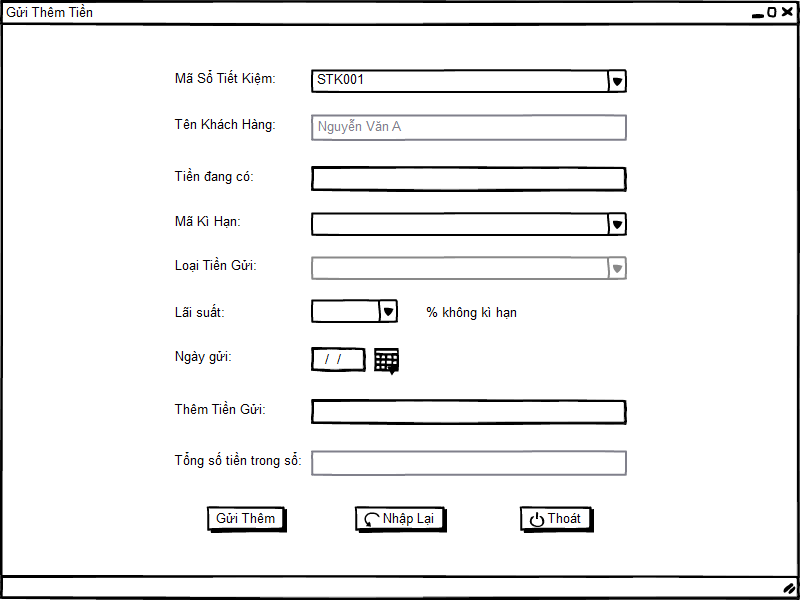 Gửi Thêm Tiền
Mã Sổ Tiết Kiệm: STK001
Tên Khách Hàng: Nguyễn Văn A
Tiền đang có:
Mã Kì Hạn:
Loại Tiền Gửi:
Lãi suất: % không kì hạn
Ngày gửi: / /
Thêm Tiền Gửi:
Tổng số tiền trong sổ:
Gửi Thêm Nhập Lại Thoát